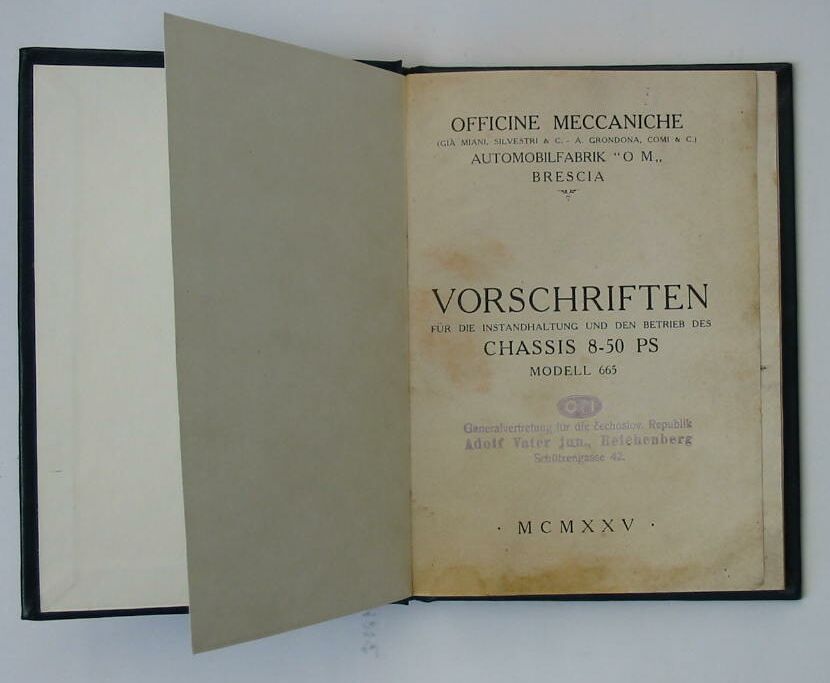 OFFICINE MECCANICHE
(GIÀ MIANI, SILVESTRI & C. - A. GRONDONA, COMI & C.)
AUTOMOBILFABRIK "O M„
BRESCIA
VORSCHRIFTEN
FÜR DIE INSTANDHALTUNG UND DEN BETRIEB DES
CHASSIS 8-50 PS
MODELL 665
Generalvertretung für die čechoslov. Republik
Adolf Vater jun., Reichenberg
Schützengasse 42.
· MCMXXV ·